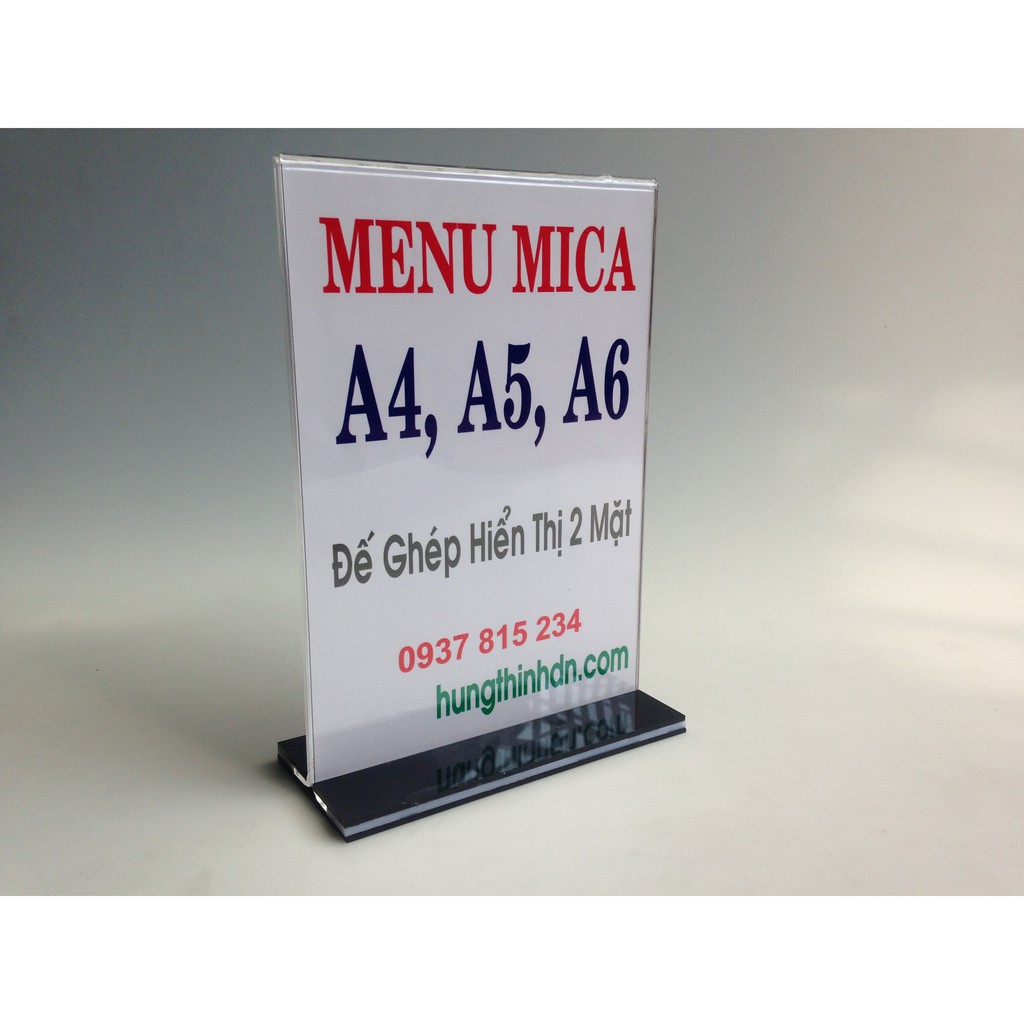 MENU MICA
A4, A5, A6
Đế Ghép Hiển Thị 2 Mặt
0937 815 234
hungthinhdn.com